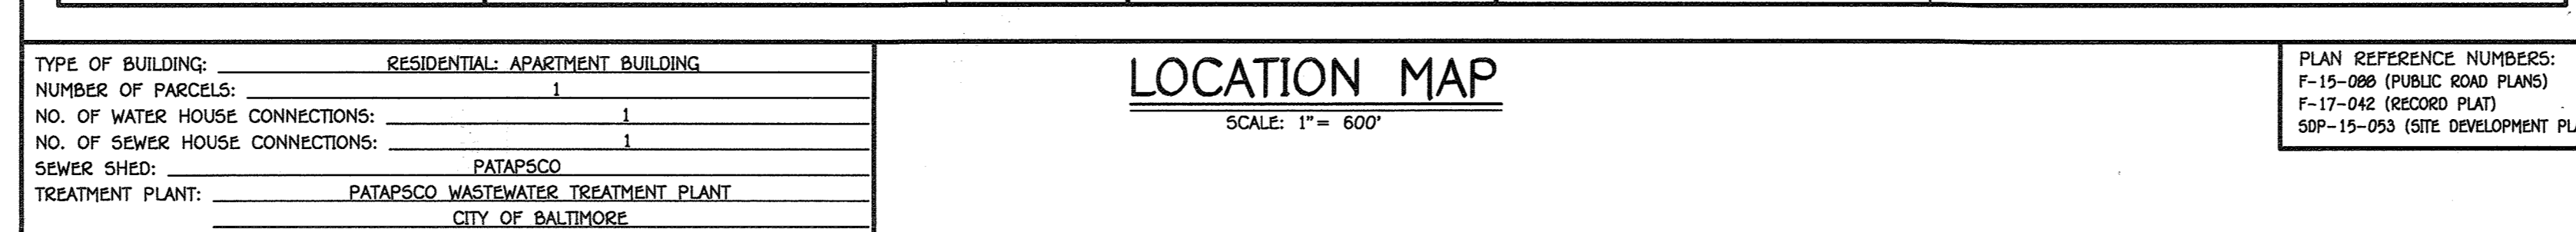 TYPE OF BUILDING: RESIDENTIAL: APARTMENT BUILDING
NUMBER OF PARCELS: 1
NO. OF WATER HOUSE CONNECTIONS: 1
NO. OF SEWER HOUSE CONNECTIONS: 1
SEWER SHED: PATAPSCO
TREATMENT PLANT: PATAPSCO WASTEWATER TREATMENT PLANT
CITY OF BALTIMORE
LOCATION MAP
SCALE: 1"= 600'
PLAN REFERENCE NUMBERS:
F-15-088 (PUBLIC ROAD PLANS)
F-17-042 (RECORD PLAT)
SDP-15-053 (SITE DEVELOPMENT